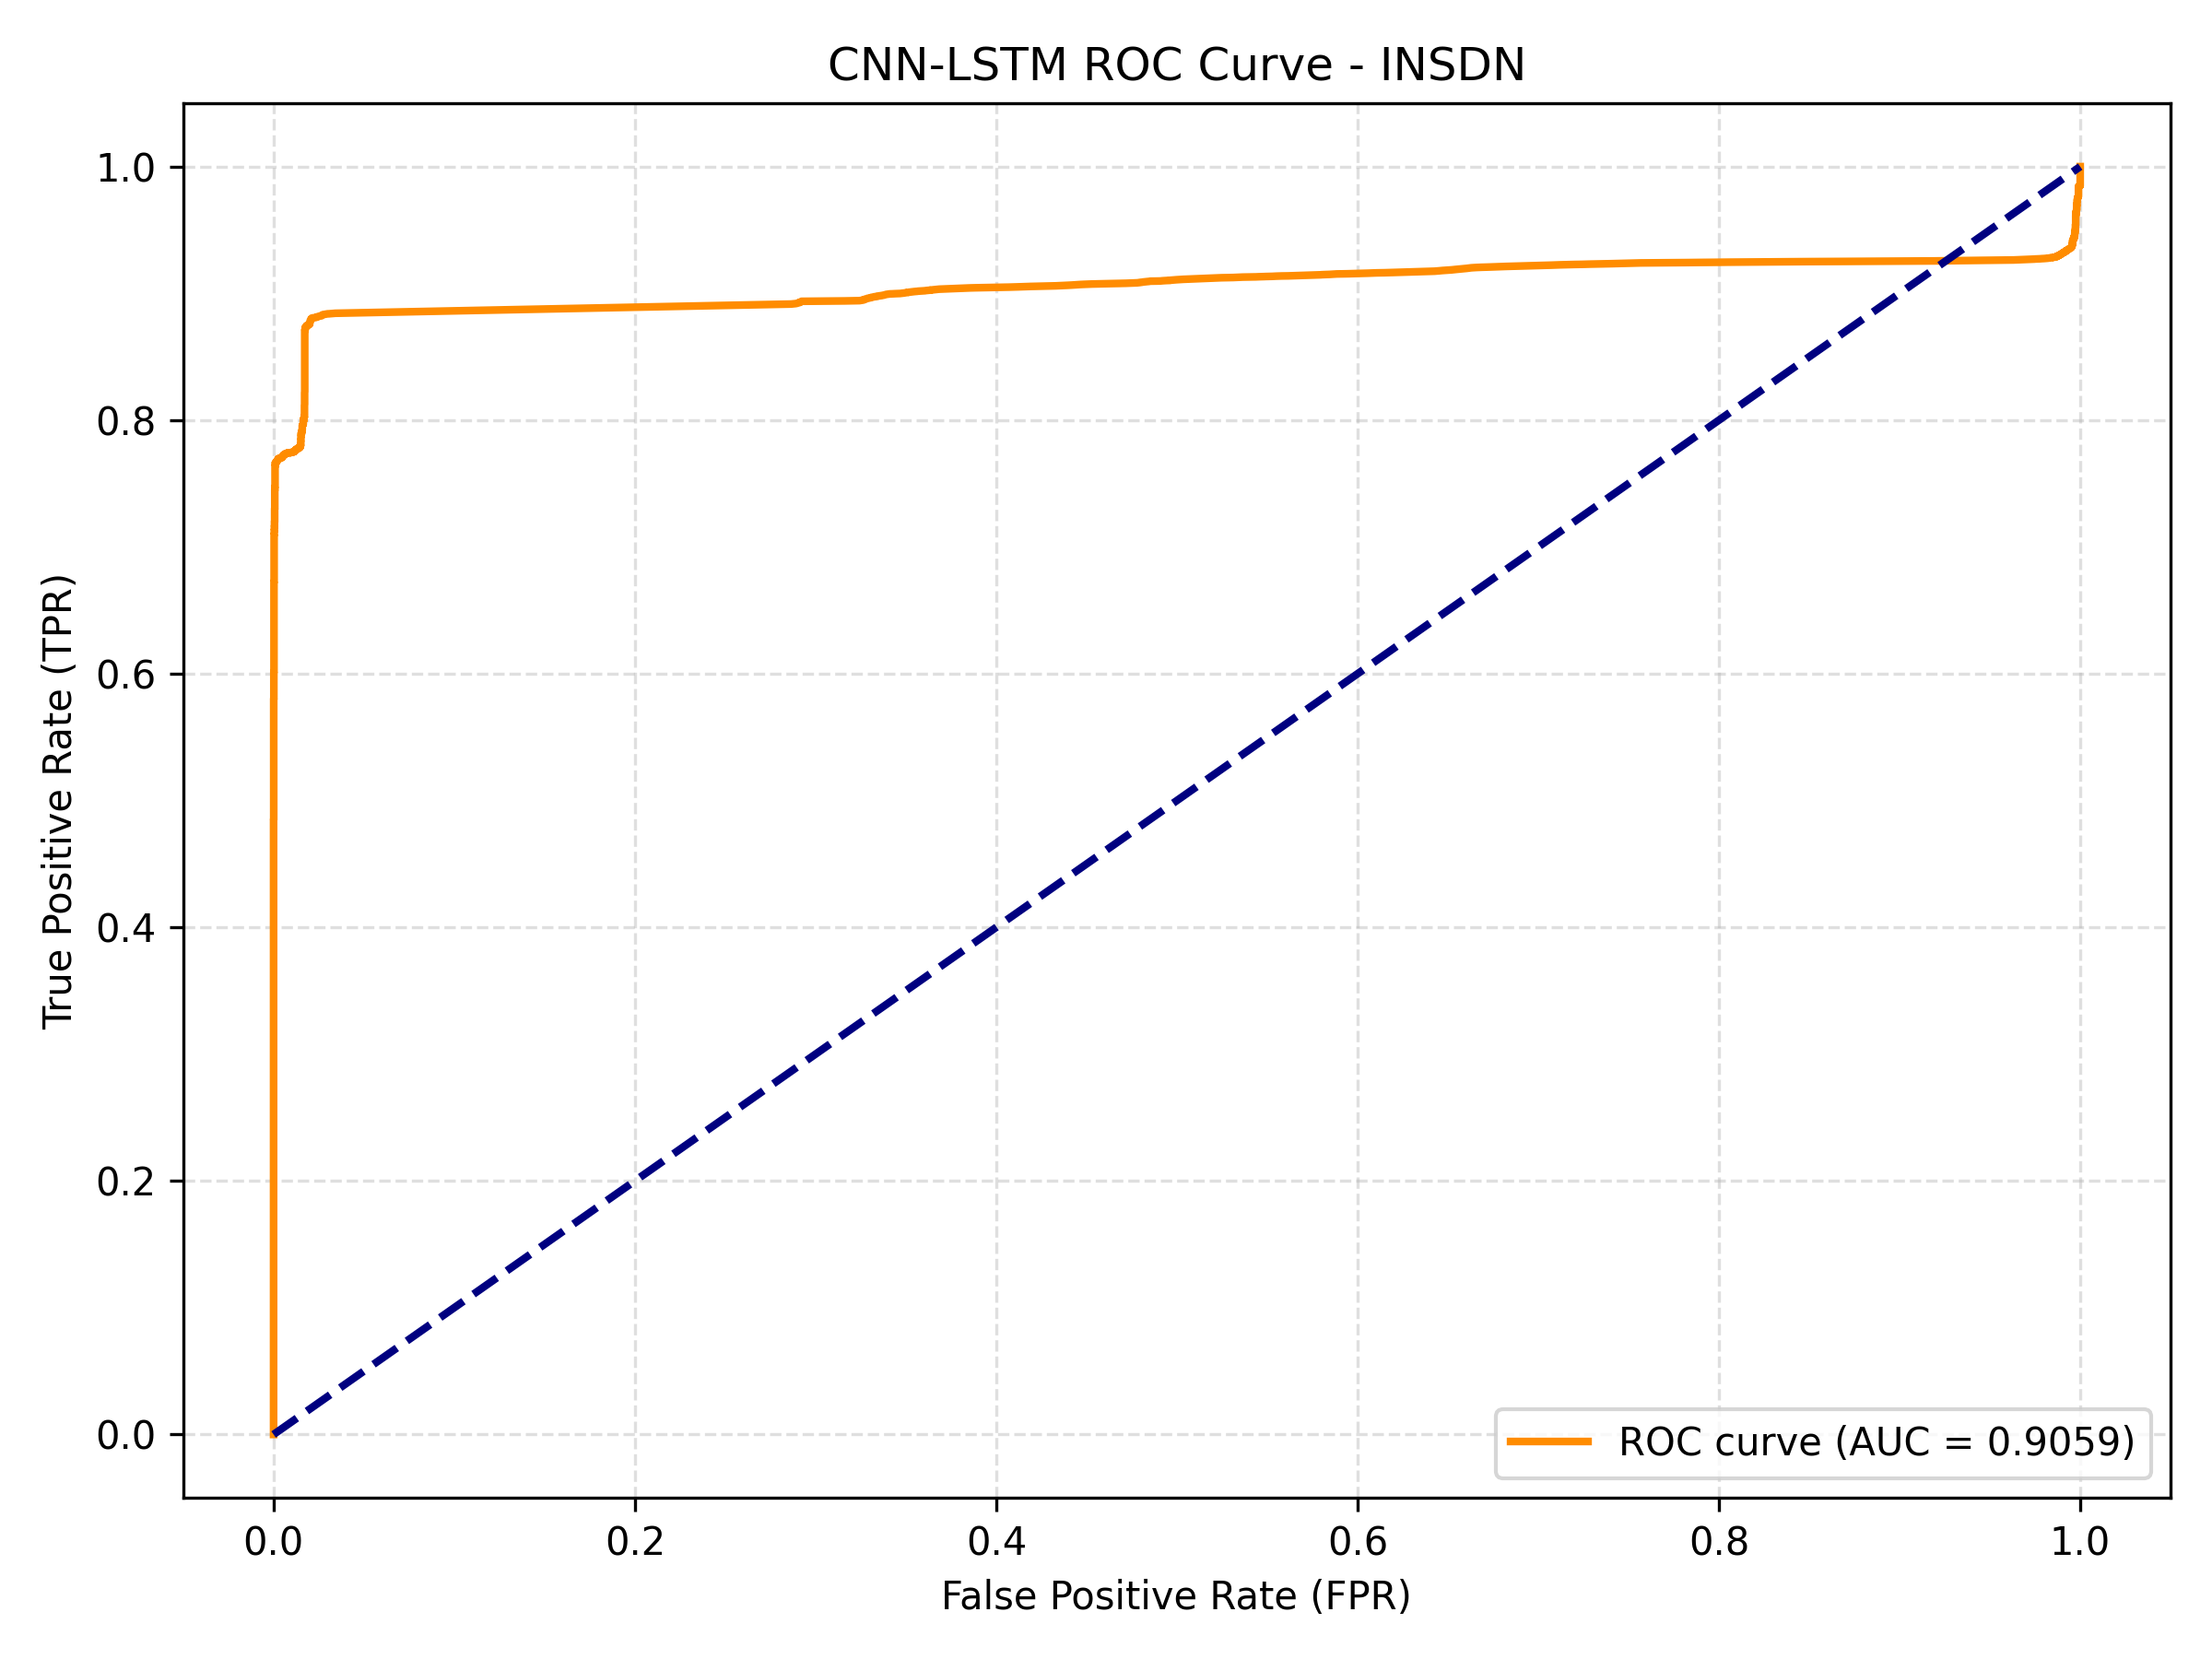 CNN-LSTM ROC Curve - INSDN
True Positive Rate (TPR)
1.0
0.8
0.6
0.4
0.2
0.0
ROC curve (AUC = 0.9059)
0.0 0.2 0.4 0.6 0.8 1.0
False Positive Rate (FPR)